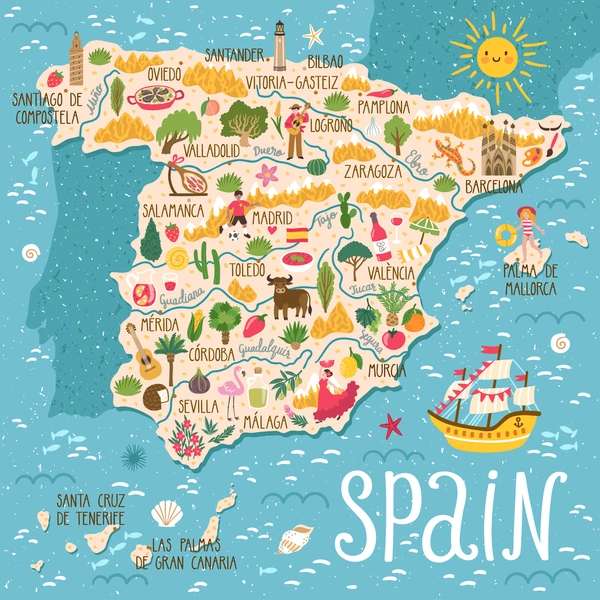 SANTANDER
BILBAO
OVIEDO
VITORIA-GASTEIZ
SANTIAGO DE
COMPOSTELA
Miño
PAMPLONA
LOGROÑO
VALLADOLID
Duero
Ebro
ZARAGOZA
BARCELONA
SALAMANCA
MADRID
Tajo
TOLEDO
VALÈNCIA
PALMA DE
MALLORCA
Guadiana
Jucar
MÉRIDA
CÓRDOBA
Guadalquir
Segura
MURCIA
SEVILLA
MÁLAGA
SPAIN
SANTA CRUZ
DE TENERIFE
LAS PALMAS
DE GRAN CANARIA